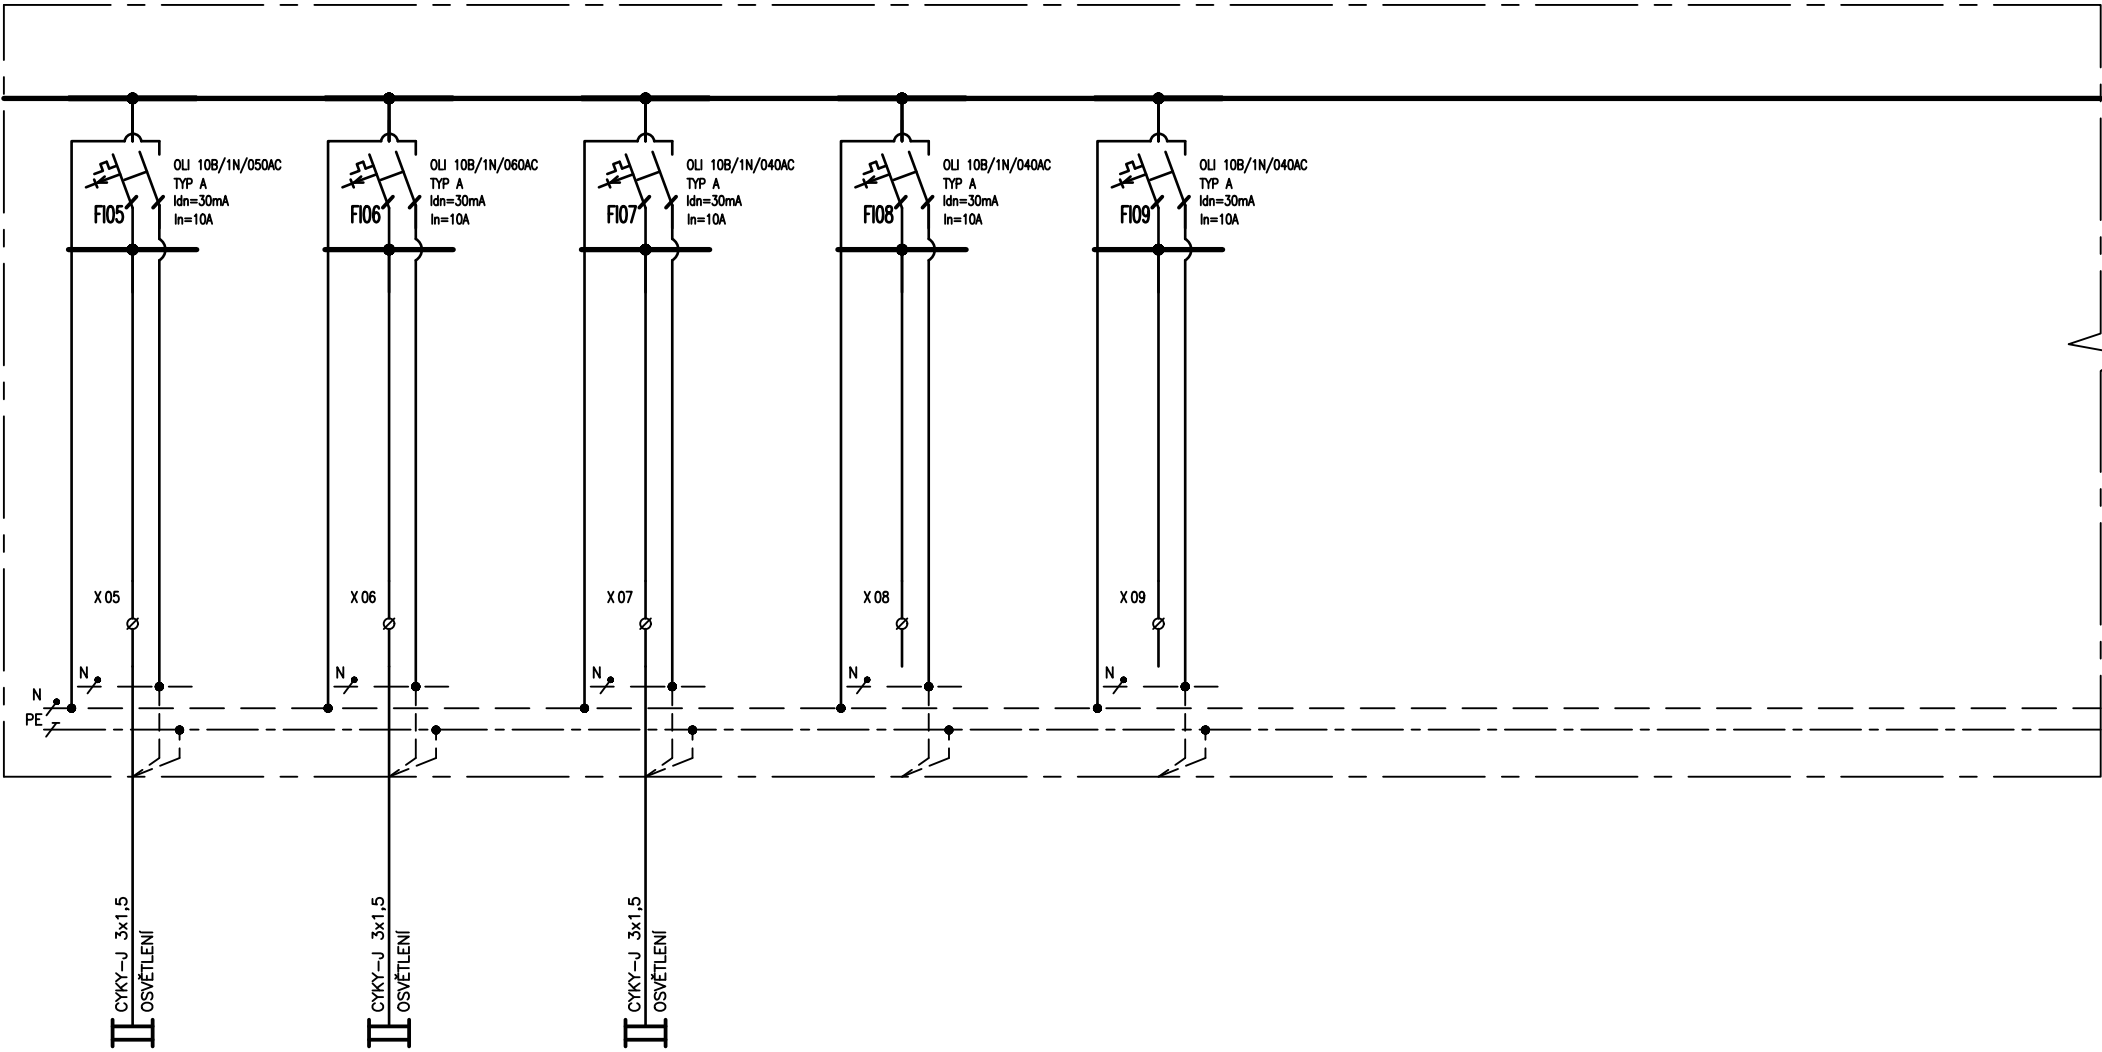 OLI 10B/1N/050AC
TYP A
Idn=30mA
In=10A
FI05
OLI 10B/1N/060AC
TYP A
Idn=30mA
In=10A
FI06
OLI 10B/1N/040AC
TYP A
Idn=30mA
In=10A
FI07
OLI 10B/1N/040AC
TYP A
Idn=30mA
In=10A
FI08
OLI 10B/1N/040AC
TYP A
Idn=30mA
In=10A
FI09
X 05
X 06
X 07
X 08
X 09
N
N
N
N
N
N
PE
CYKY-J 3x1,5
OSVĚTLENÍ
CYKY-J 3x1,5
OSVĚTLENÍ
CYKY-J 3x1,5
OSVĚTLENÍ